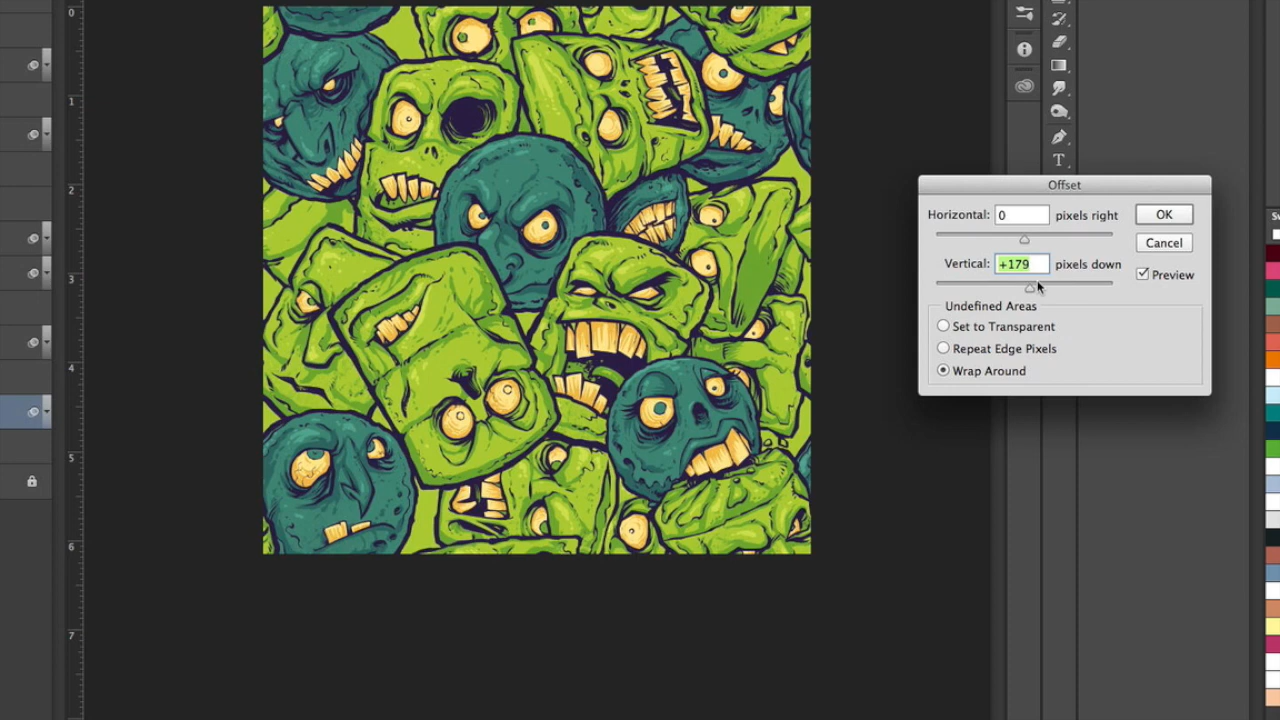 0
1
2
3
4
5
6
7
T
Offset
Horizontal: 0 pixels right OK
Cancel
Vertical: +179 pixels down
Preview
Undefined Areas
Set to Transparent
Repeat Edge Pixels
Wrap Around